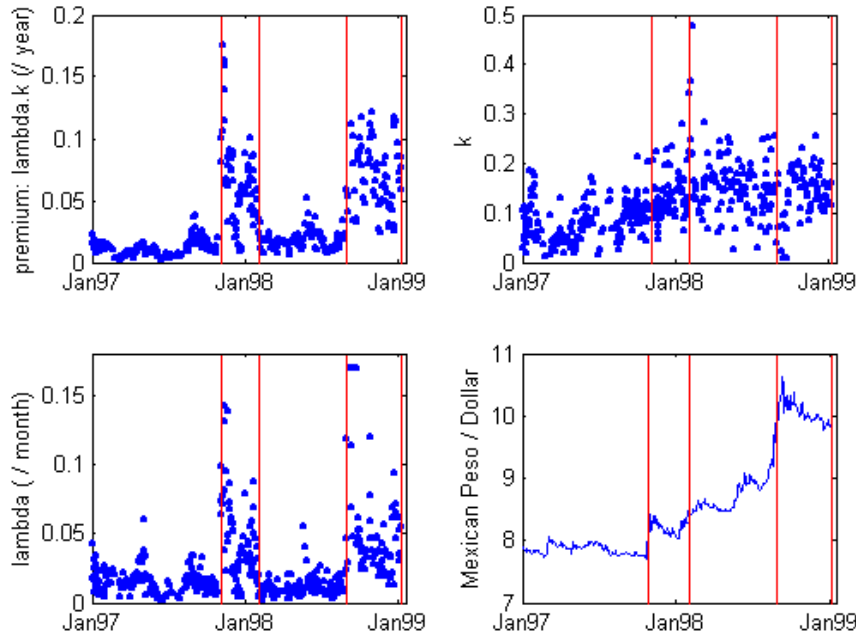 0.2
0.15
0.1
0.05
0
premium: lambda.k (/ year)
Jan97
Jan98
Jan99
0.5
0.4
0.3
0.2
0.1
0
k
Jan97
Jan98
Jan99
0.15
0.1
0.05
0
lambda ( / month)
Jan97
Jan98
Jan99
11
10
9
8
7
Mexican Peso / Dollar
Jan97
Jan98
Jan99